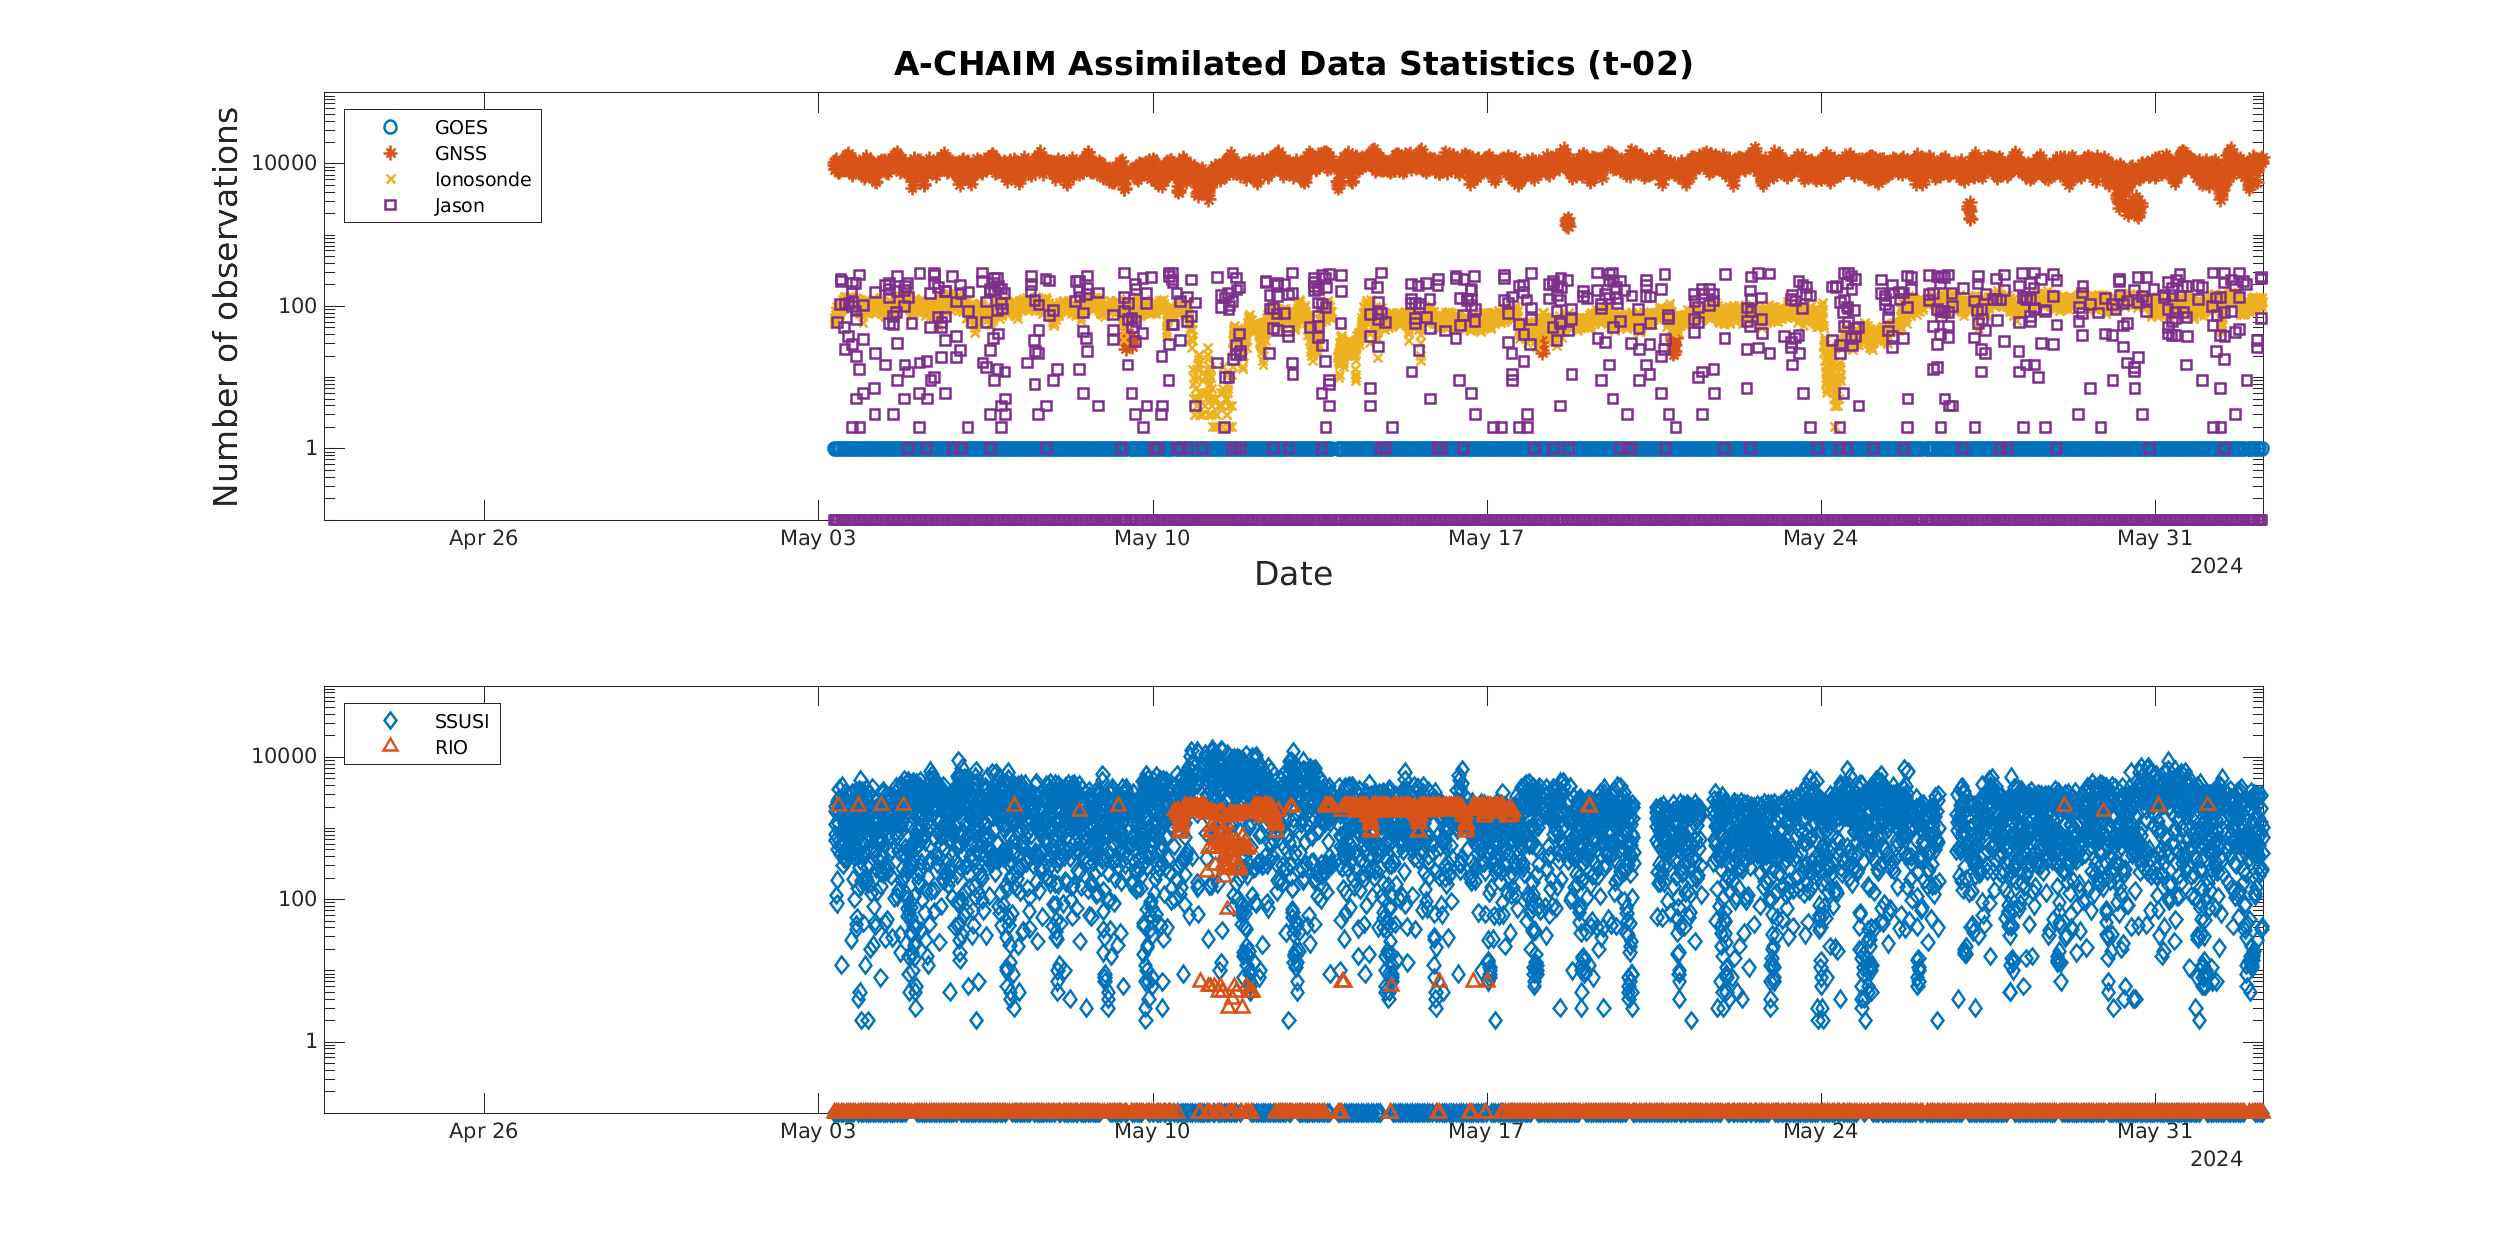 A-CHAIM Assimilated Data Statistics (t-02)
Number of observations
GOES
GNSS
Ionosonde
Jason
10000
100
1
Apr 26
May 03
May 10
May 17
May 24
May 31
2024
Date
SSUSI
RIO
10000
100
1
Apr 26
May 03
May 10
May 17
May 24
May 31
2024